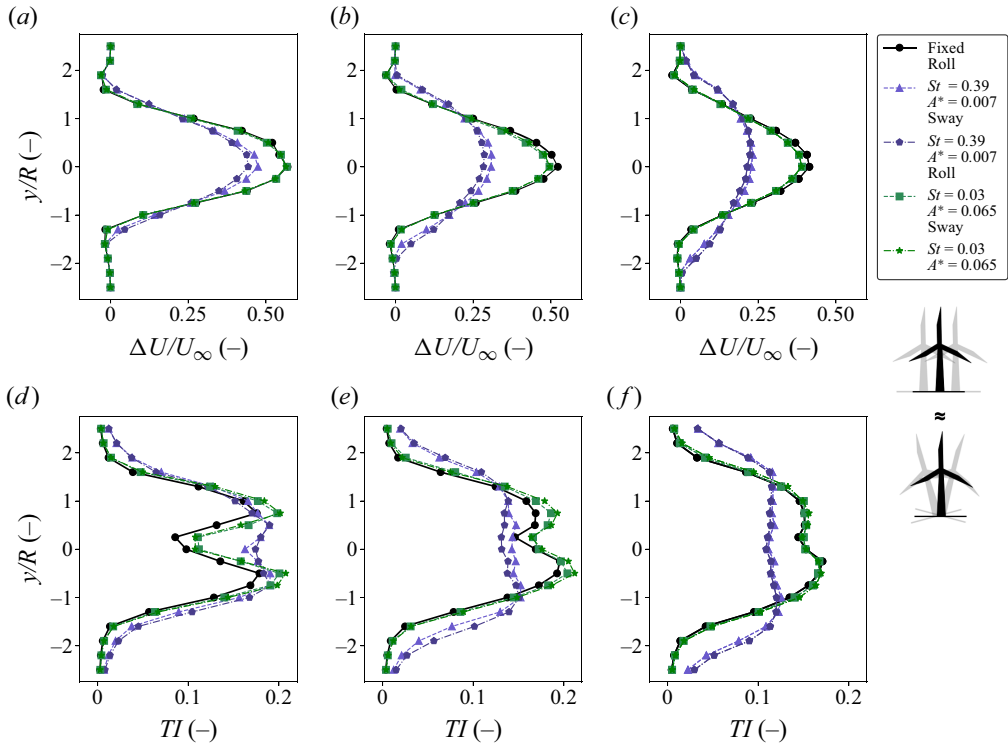 (a)
(b)
(c)
y/R (–)
2
1
0
–1
–2
0
0.25
0.50
ΔU/U∞ (–)
0
0.25
0.50
ΔU/U∞ (–)
0
0.25
0.50
ΔU/U∞ (–)
Fixed
Roll
St = 0.39
A* = 0.007
Sway
St = 0.39
A* = 0.007
Roll
St = 0.03
A* = 0.065
Sway
St = 0.03
A* = 0.065
≈
(d)
(e)
(f)
y/R (–)
2
1
0
–1
–2
0
0.1
0.2
TI (–)
0
0.1
0.2
TI (–)
0
0.1
0.2
TI (–)